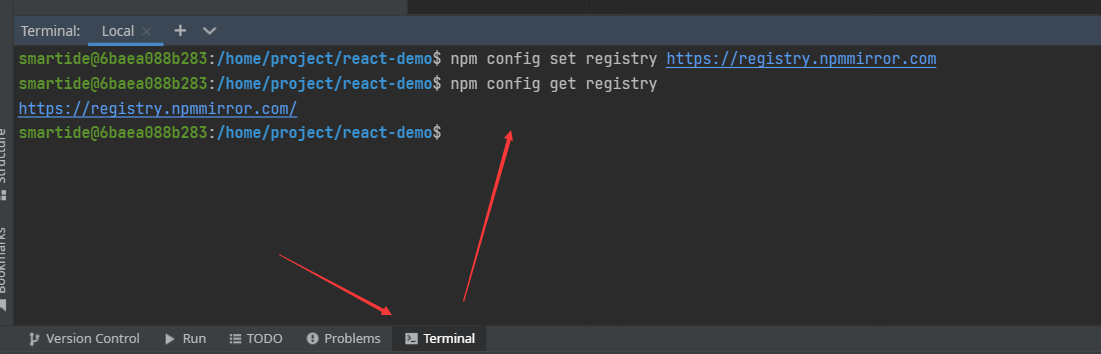 Terminal: Local
smartide@6baea088b283:/home/project/react-demo$ npm config set registry https://registry.npmmirror.com
smartide@6baea088b283:/home/project/react-demo$ npm config get registry
https://registry.npmmirror.com/
smartide@6baea088b283:/home/project/react-demo$
Structure
Bookmarks
Version Control Run TODO Problems Terminal